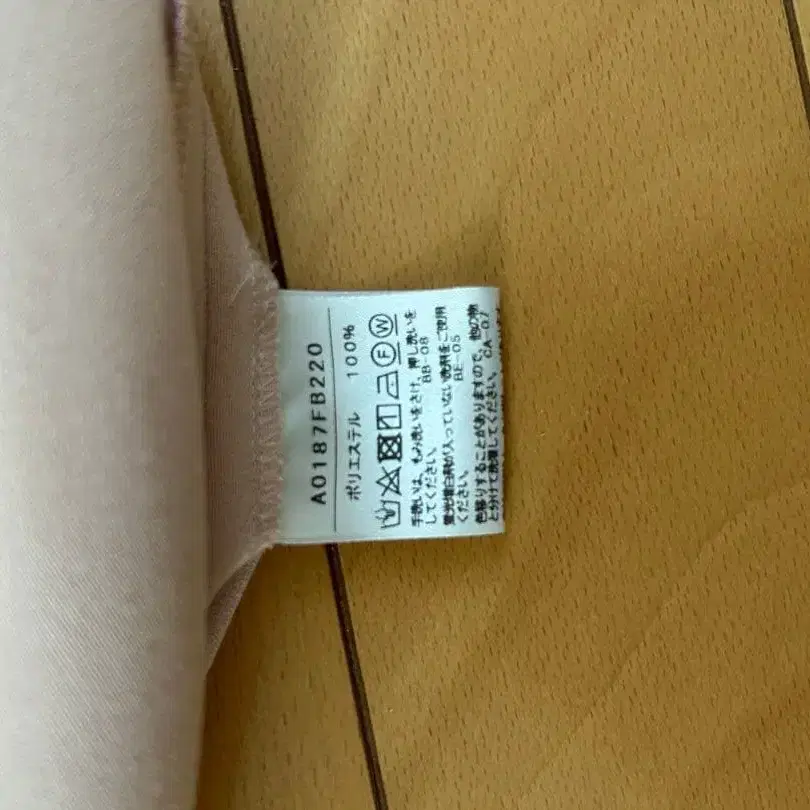 A0187FB220
ポリエステル 100%
F W
手洗いは、もみ洗いをさけ、押し洗いを
してください。 BB-08
蛍光増白剤が入っていない洗剤をご使用
ください。 BE-05
色移りすることがありますので、他の物
と分けて洗濯してください。 CA-07